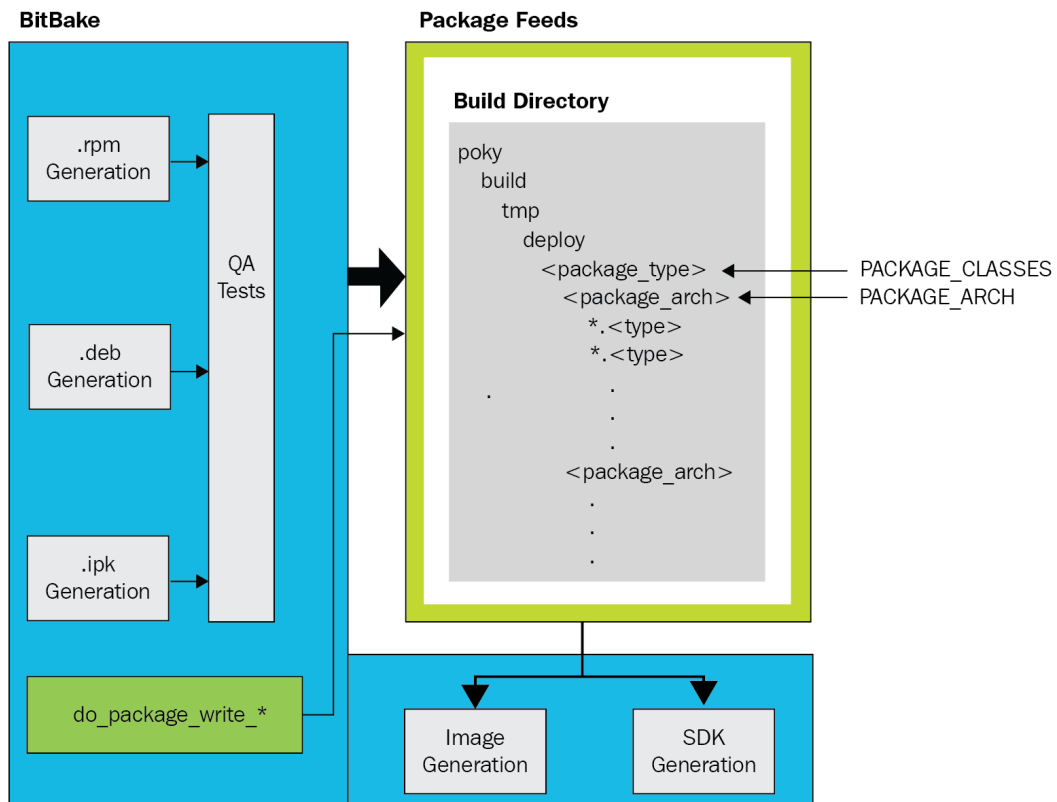 BitBake
.rpm
Generation
.deb
Generation
.ipk
Generation
QA
Tests
do_package_write_*
Package Feeds
Build Directory
poky
build
tmp
deploy
<package_type>
<package_arch>
*.<type>
*.<type>
.
.
.
.
<package_arch>
.
.
.
PACKAGE_CLASSES
PACKAGE_ARCH
Image
Generation
SDK
Generation